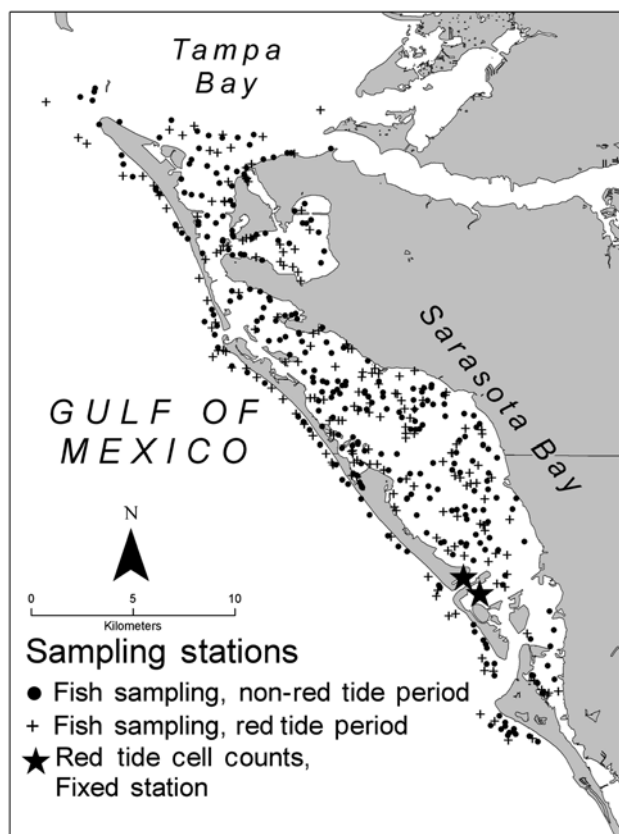 Tampa
Bay
Sarasota Bay
GULF OF
MEXICO
N
0 5 10
Kilometers
Sampling stations
Fish sampling, non-red tide period
Fish sampling, red tide period
Red tide cell counts,
Fixed station